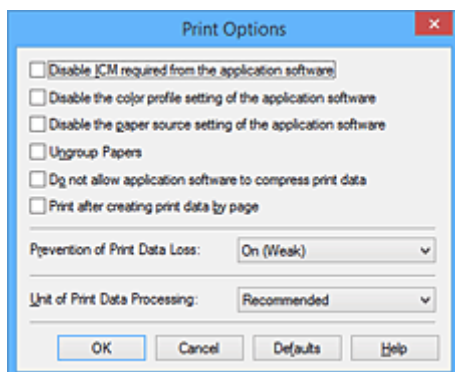 Print Options
Disable ICM required from the application software
Disable the color profile setting of the application software
Disable the paper source setting of the application software
Ungroup Papers
Do not allow application software to compress print data
Print after creating print data by page
Prevention of Print Data Loss: On (Weak)
Unit of Print Data Processing: Recommended
OK Cancel Defaults Help